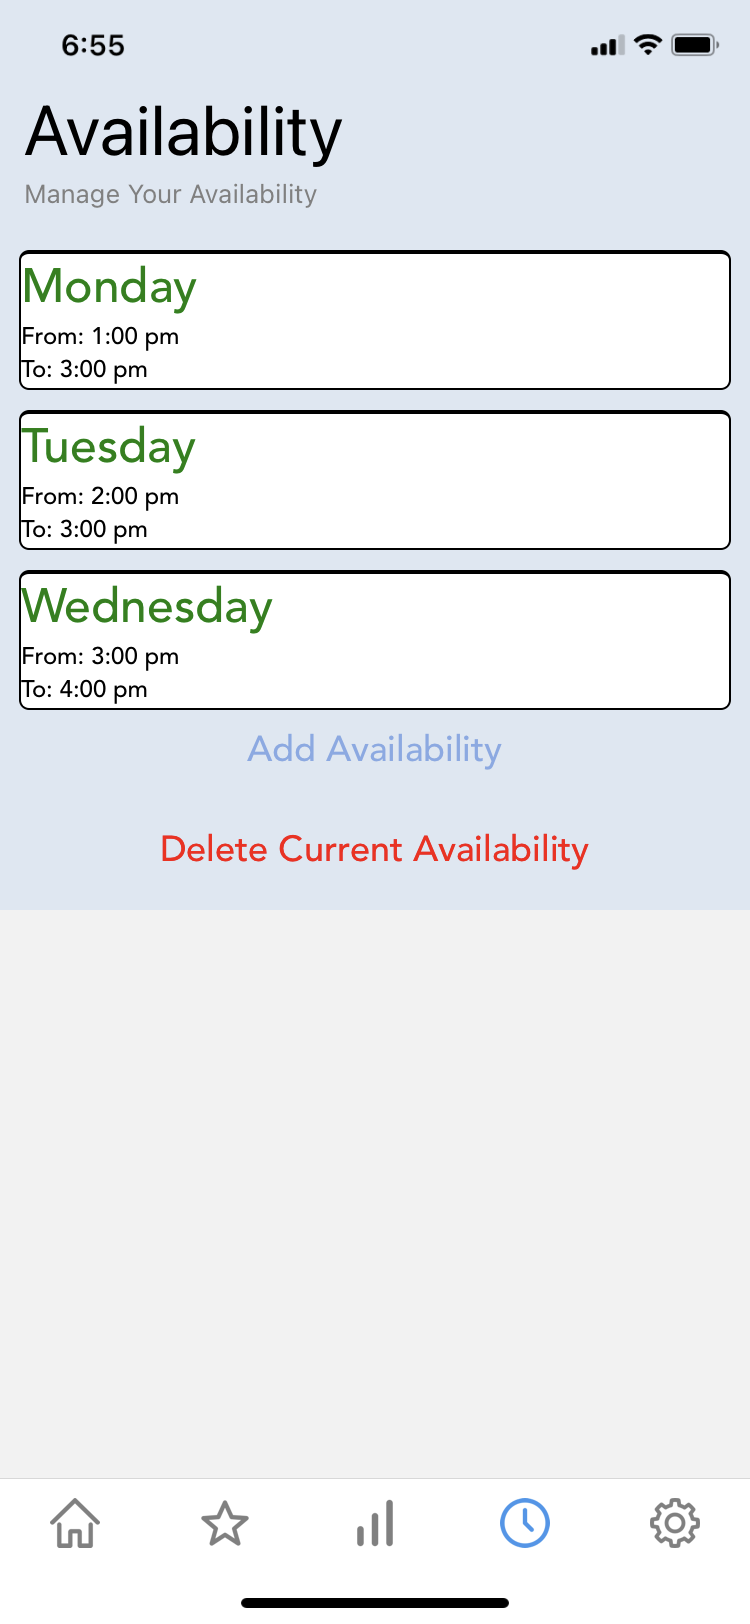 6:55
Availability
Manage Your Availability
Monday
From: 1:00 pm
To: 3:00 pm
Tuesday
From: 2:00 pm
To: 3:00 pm
Wednesday
From: 3:00 pm
To: 4:00 pm
Add Availability
Delete Current Availability